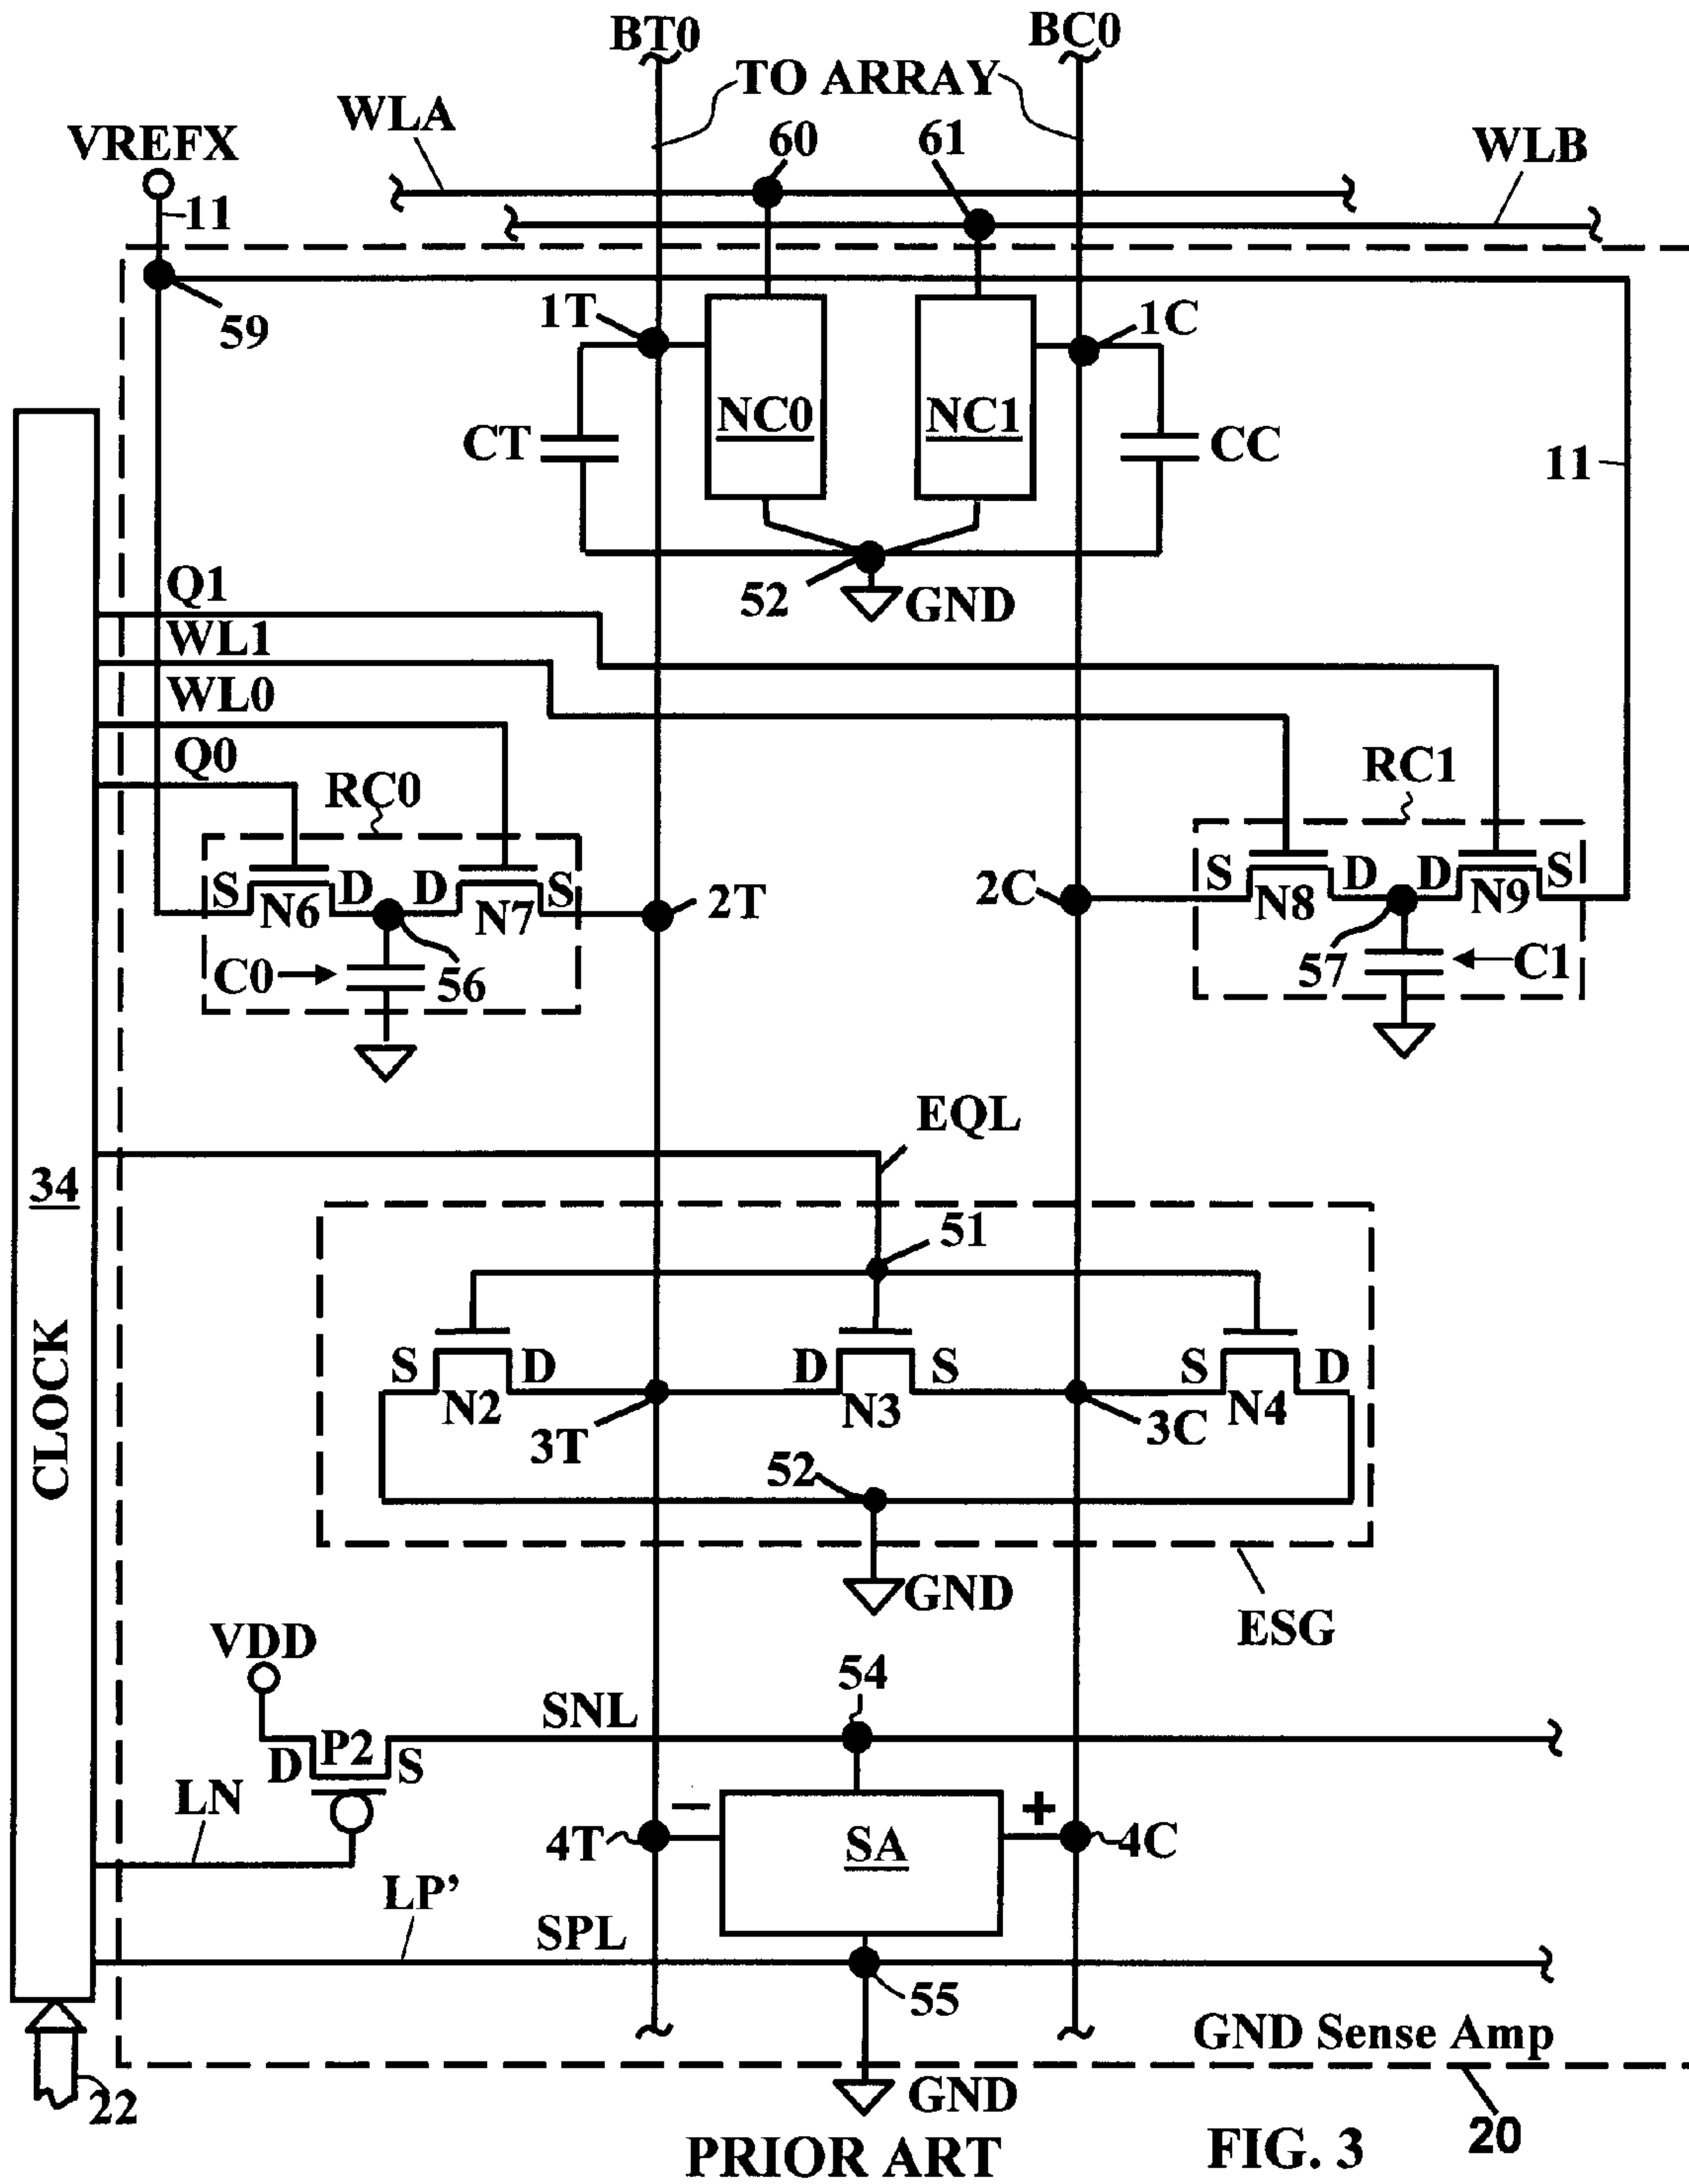 BT0
BC0
TO ARRAY
WLA
60
61
WLB
VREFX
11
59
1T
1C
NC0
NC1
CT
CC
11
52
GND
Q1
WL1
WL0
Q0
RC0
RC1
S
D
D
S
N6
N7
2T
2C
S
D
D
S
N8
N9
C0
56
57
C1
EQL
34
CLOCK
51
S
D
D
S
S
D
N2
N3
N4
3T
3C
52
GND
ESG
VDD
54
SNL
D
P2
S
LN
−
+
4T
SA
4C
LP’
SPL
55
GND Sense Amp
22
GND
20
PRIOR ART
FIG. 3